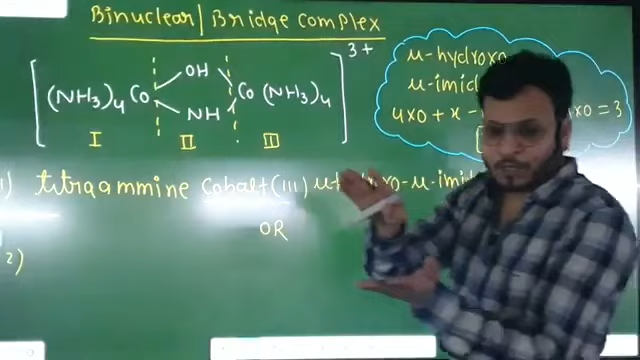 Binuclear/Bridge Complex
[(NH3)4 Co OH NH Co (NH3)4]3+
I II III
μ-hydroxo
4x0 + x - x0 = 3
1) tetraammine cobalt(III) μ-hydroxo-μ-imid
OR
2)